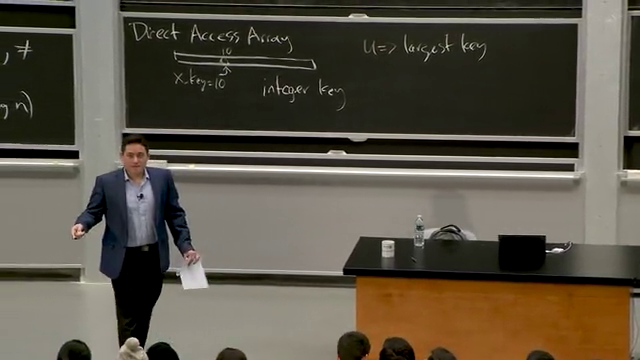 , ≠
g n)
Direct Access Array
10
x.key=10
integer key
u => largest key